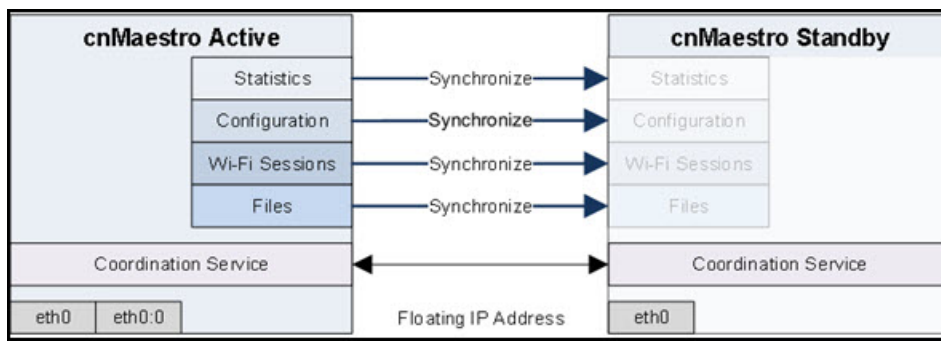 cnMaestro Active
cnMaestro Standby
Statistics
Synchronize
Statistics
Configuration
Synchronize
Configuration
Wi-Fi Sessions
Synchronize
Wi-Fi Sessions
Files
Synchronize
Files
Coordination Service
Coordination Service
eth0
eth0:0
Floating IP Address
eth0